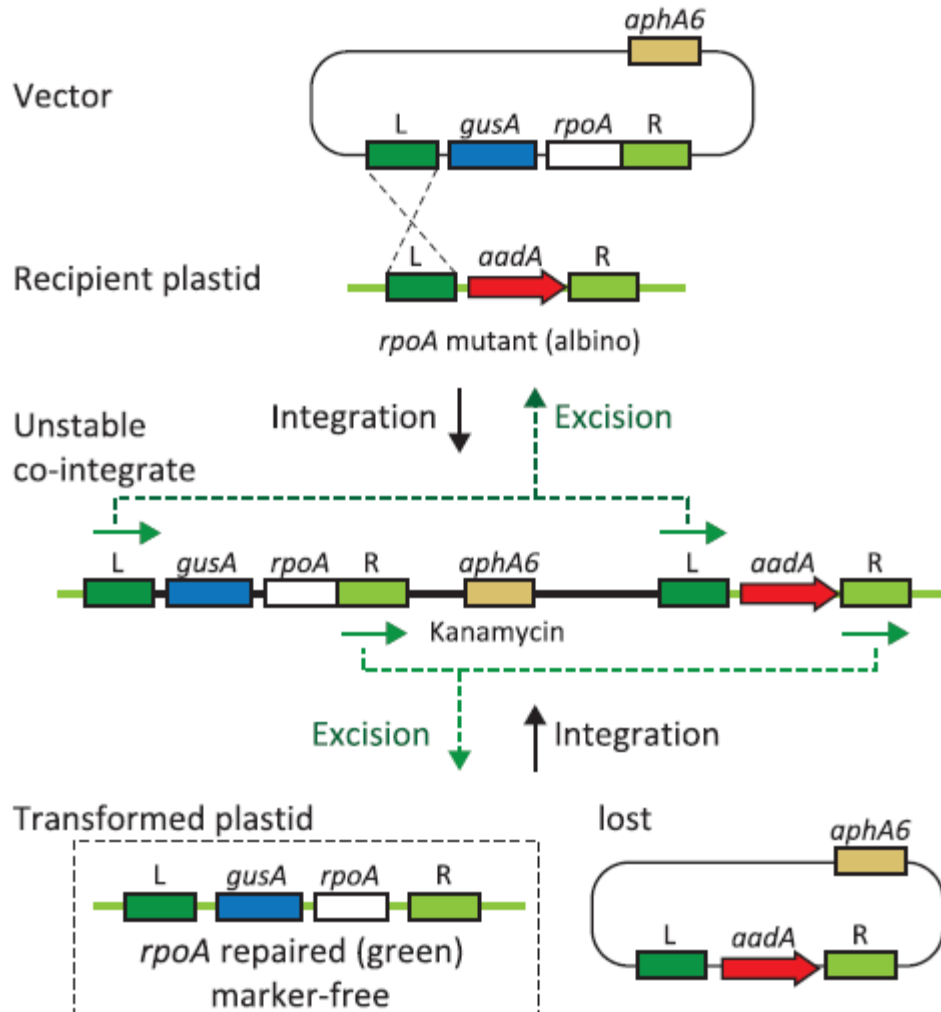 aphA6
Vector
L gusA rpoA R
Recipient plastid
L aadA R
rpoA mutant (albino)
Integration Excision
Unstable
co-integrate
L gusA rpoA R aphA6 L aadA R
Kanamycin
Excision Integration
Transformed plastid lost
aphA6
L gusA rpoA R
L aadA R
rpoA repaired (green)
marker-free